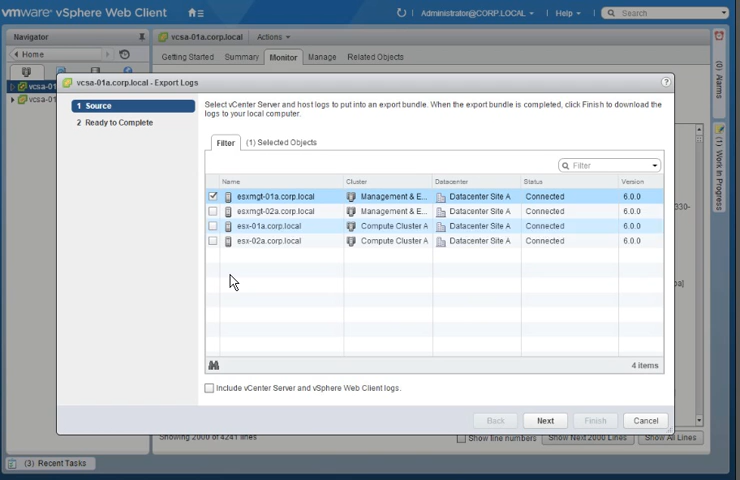 vmware® vSphere Web Client
Administrator@CORP.LOCAL
Help
Search
Navigator
vcsa-01a.corp.local
Actions
Home
Getting Started
Summary
Monitor
Manage
Related Objects
vcsa-01
vcsa-01
(0) Alarms
(1) Work In Progress
vcsa-01a.corp.local - Export Logs
1 Source
2 Ready to Complete
Select vCenter Server and host logs to put into an export bundle. When the export bundle is completed, click Finish to download the
logs to your local computer.
Filter
(1) Selected Objects
Filter
Name Cluster Datacenter Status Version
esxmgt-01a.corp.local Management & E... Datacenter Site A Connected 6.0.0
esxmgt-02a.corp.local Management & E... Datacenter Site A Connected 6.0.0
esx-01a.corp.local Compute Cluster A Datacenter Site A Connected 6.0.0
esx-02a.corp.local Compute Cluster A Datacenter Site A Connected 6.0.0
330-
pa]
4 items
Include vCenter Server and vSphere Web Client logs.
Back
Next
Finish
Cancel
Showing 2000 of 4241 lines
Show line numbers
Show Next 2000 Lines
Show All Lines
(3) Recent Tasks